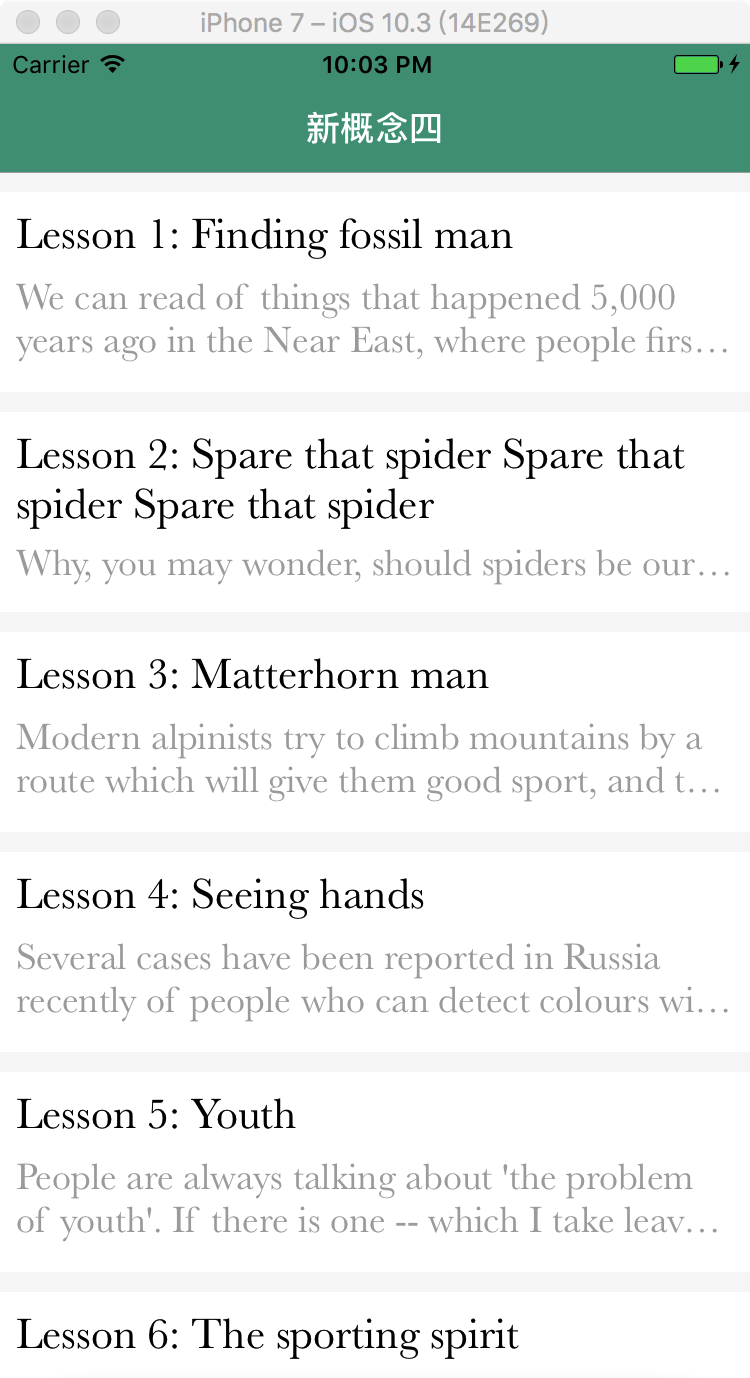 iPhone 7 – iOS 10.3 (14E269)
Carrier 10:03 PM
新概念四
Lesson 1: Finding fossil man
We can read of things that happened 5,000
years ago in the Near East, where people firs…
Lesson 2: Spare that spider Spare that
spider Spare that spider
Why, you may wonder, should spiders be our…
Lesson 3: Matterhorn man
Modern alpinists try to climb mountains by a
route which will give them good sport, and t…
Lesson 4: Seeing hands
Several cases have been reported in Russia
recently of people who can detect colours wi…
Lesson 5: Youth
People are always talking about 'the problem
of youth'. If there is one -- which I take leav…
Lesson 6: The sporting spirit